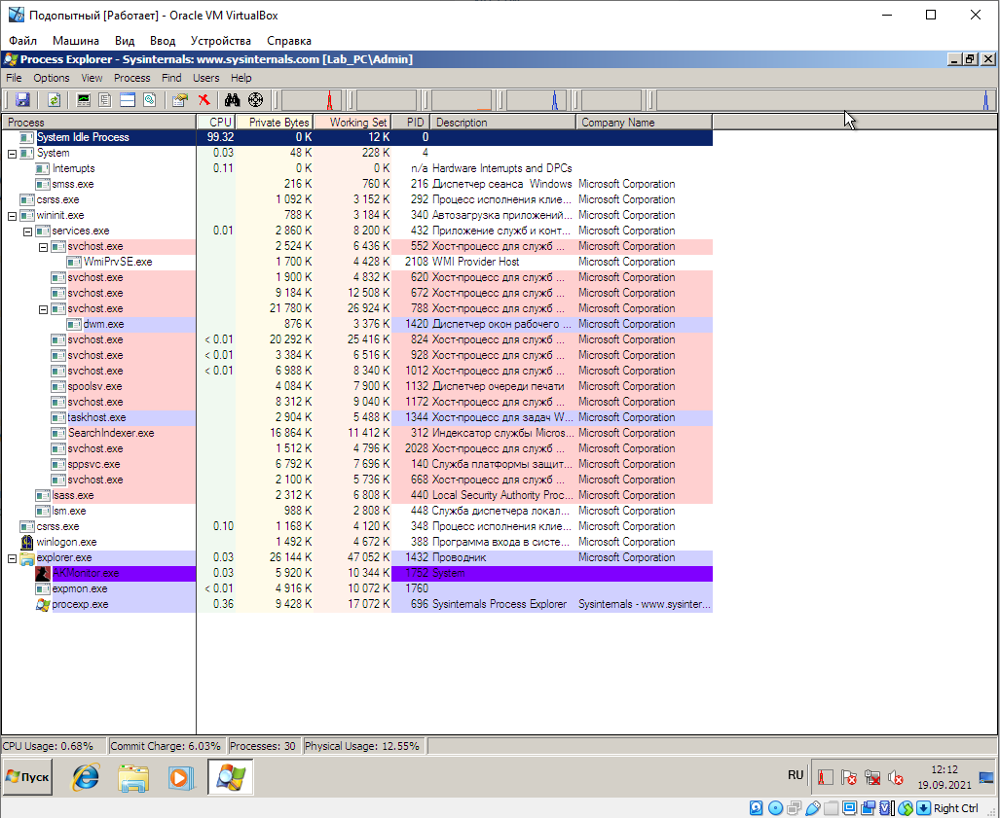 Подопытный [Работает] - Oracle VM VirtualBox
Файл Машина Вид Ввод Устройства Справка
Process Explorer - Sysinternals: www.sysinternals.com [Lab_PC\Admin]
File Options View Process Find Users Help
Process CPU Private Bytes Working Set PID Description Company Name
System Idle Process 99.32 0 K 12 K 0
System 0.03 48 K 228 K 4
Interrupts 0.11 0 K 0 K n/a Hardware Interrupts and DPCs
smss.exe 216 K 760 K 216 Диспетчер сеанса Windows Microsoft Corporation
csrss.exe 1 092 K 3 152 K 292 Процесс исполнения клие... Microsoft Corporation
wininit.exe 788 K 3 184 K 340 Автозагрузка приложений... Microsoft Corporation
services.exe 0.01 2 860 K 8 200 K 432 Приложение служб и конт... Microsoft Corporation
svchost.exe 2 524 K 6 436 K 552 Хост-процесс для служб ... Microsoft Corporation
WmiPrvSE.exe 1 700 K 4 428 K 2108 WMI Provider Host Microsoft Corporation
svchost.exe 1 900 K 4 832 K 620 Хост-процесс для служб ... Microsoft Corporation
svchost.exe 9 184 K 12 508 K 672 Хост-процесс для служб ... Microsoft Corporation
svchost.exe 21 780 K 26 924 K 788 Хост-процесс для служб ... Microsoft Corporation
dwm.exe 876 K 3 376 K 1420 Диспетчер окон рабочего ... Microsoft Corporation
svchost.exe < 0.01 20 292 K 25 416 K 824 Хост-процесс для служб ... Microsoft Corporation
svchost.exe < 0.01 3 384 K 6 516 K 928 Хост-процесс для служб ... Microsoft Corporation
svchost.exe < 0.01 6 988 K 8 340 K 1012 Хост-процесс для служб ... Microsoft Corporation
spoolsv.exe 4 084 K 7 900 K 1132 Диспетчер очереди печати Microsoft Corporation
svchost.exe 8 312 K 9 040 K 1172 Хост-процесс для служб ... Microsoft Corporation
taskhost.exe 2 904 K 5 488 K 1344 Хост-процесс для задач W... Microsoft Corporation
SearchIndexer.exe 16 864 K 11 412 K 312 Индексатор службы Micros... Microsoft Corporation
svchost.exe 1 512 K 4 796 K 2028 Хост-процесс для служб ... Microsoft Corporation
sppsvc.exe 6 792 K 7 696 K 140 Служба платформы защит... Microsoft Corporation
svchost.exe 2 100 K 5 736 K 668 Хост-процесс для служб ... Microsoft Corporation
lsass.exe 2 312 K 6 808 K 440 Local Security Authority Proc... Microsoft Corporation
lsm.exe 988 K 2 808 K 448 Служба диспетчера локал... Microsoft Corporation
csrss.exe 0.10 1 168 K 4 120 K 348 Процесс исполнения клие... Microsoft Corporation
winlogon.exe 1 492 K 4 672 K 388 Программа входа в систе... Microsoft Corporation
explorer.exe 0.03 26 144 K 47 052 K 1432 Проводник Microsoft Corporation
AKMonitor.exe 0.03 5 920 K 10 344 K 1752 System
expmon.exe < 0.01 4 916 K 10 072 K 1760
procexp.exe 0.36 9 428 K 17 072 K 696 Sysinternals Process Explorer Sysinternals - www.sysinter...
CPU Usage: 0.68% Commit Charge: 6.03% Processes: 30 Physical Usage: 12.55%
Пуск RU 12:12
19.09.2021
Right Ctrl